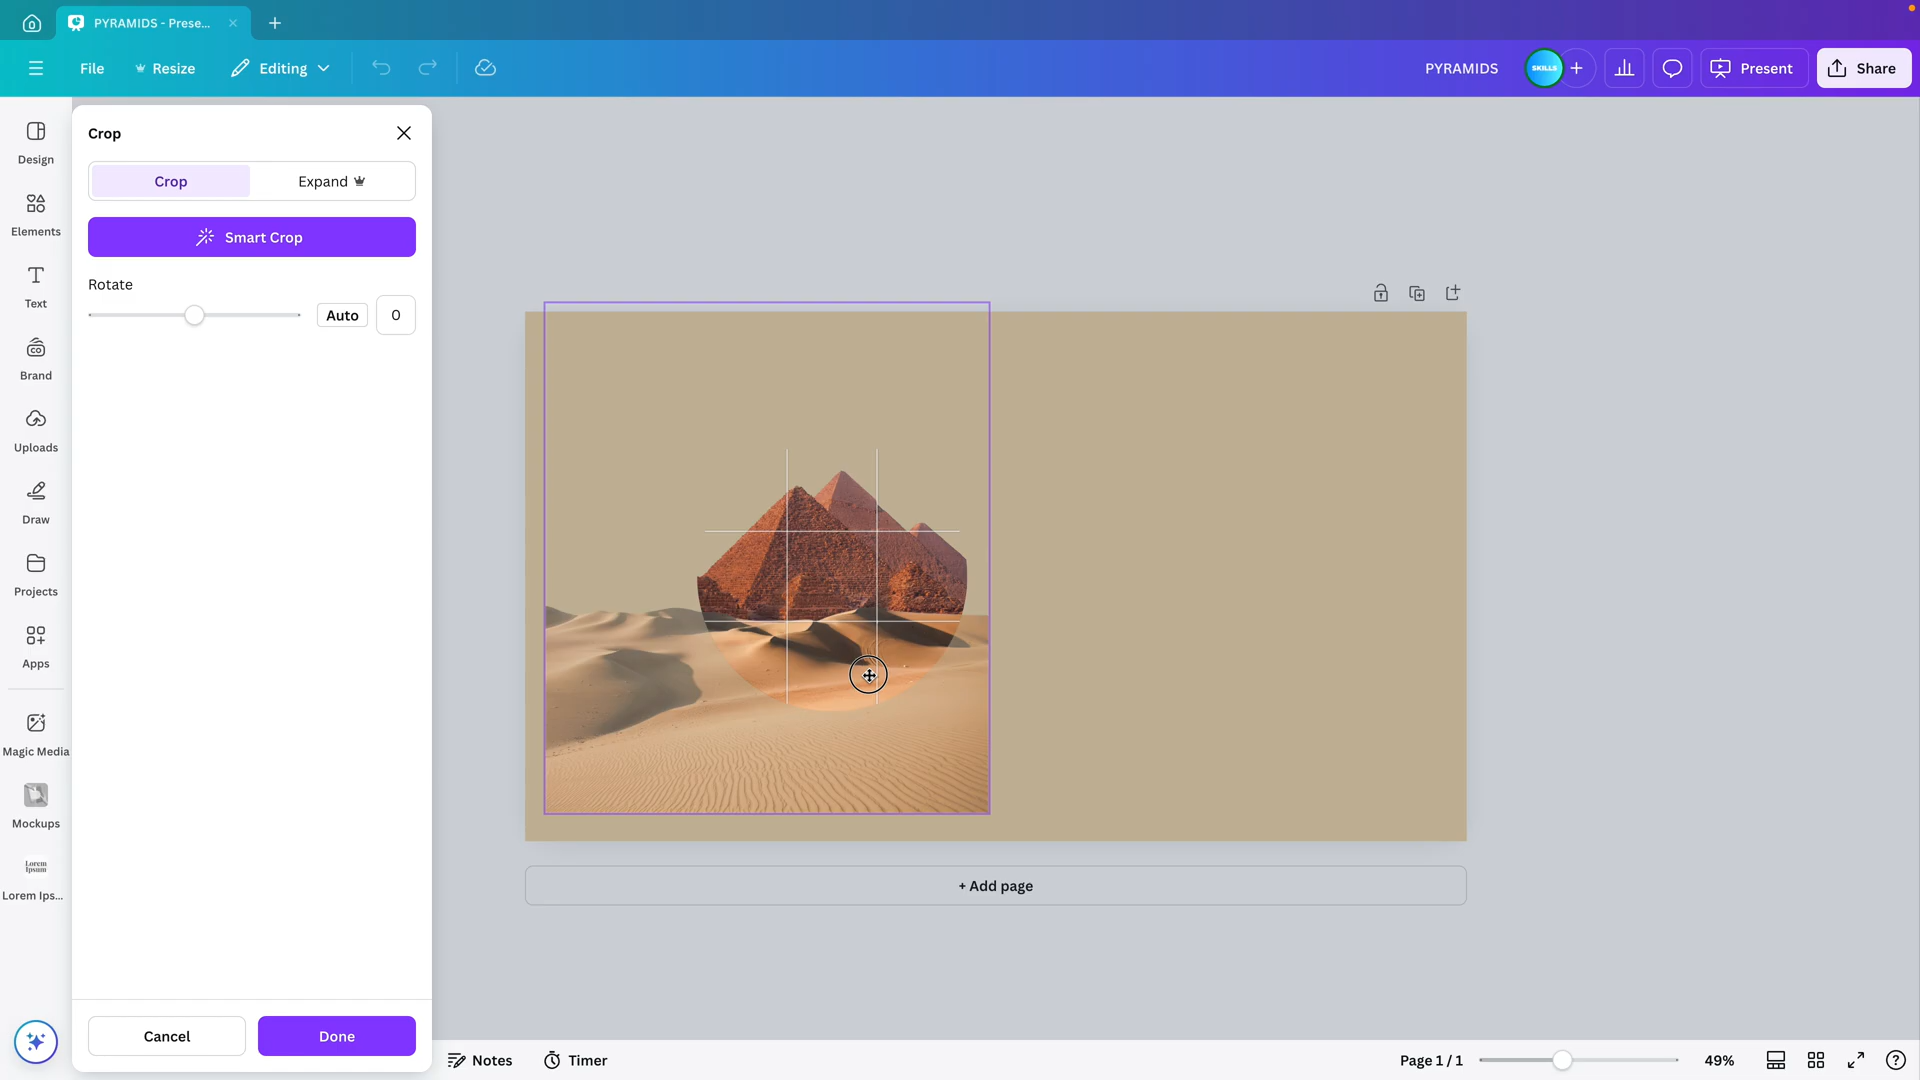 PYRAMIDS - Prese...
File
Resize
Editing
PYRAMIDS
SKILLS
Present
Share
Design
Elements
Text
Brand
Uploads
Draw
Projects
Apps
Magic Media
Mockups
Lorem Ipsum
Lorem Ips...
Crop
Crop
Expand
Smart Crop
Rotate
Auto
0
Cancel
Done
+ Add page
Notes
Timer
Page 1 / 1
49%